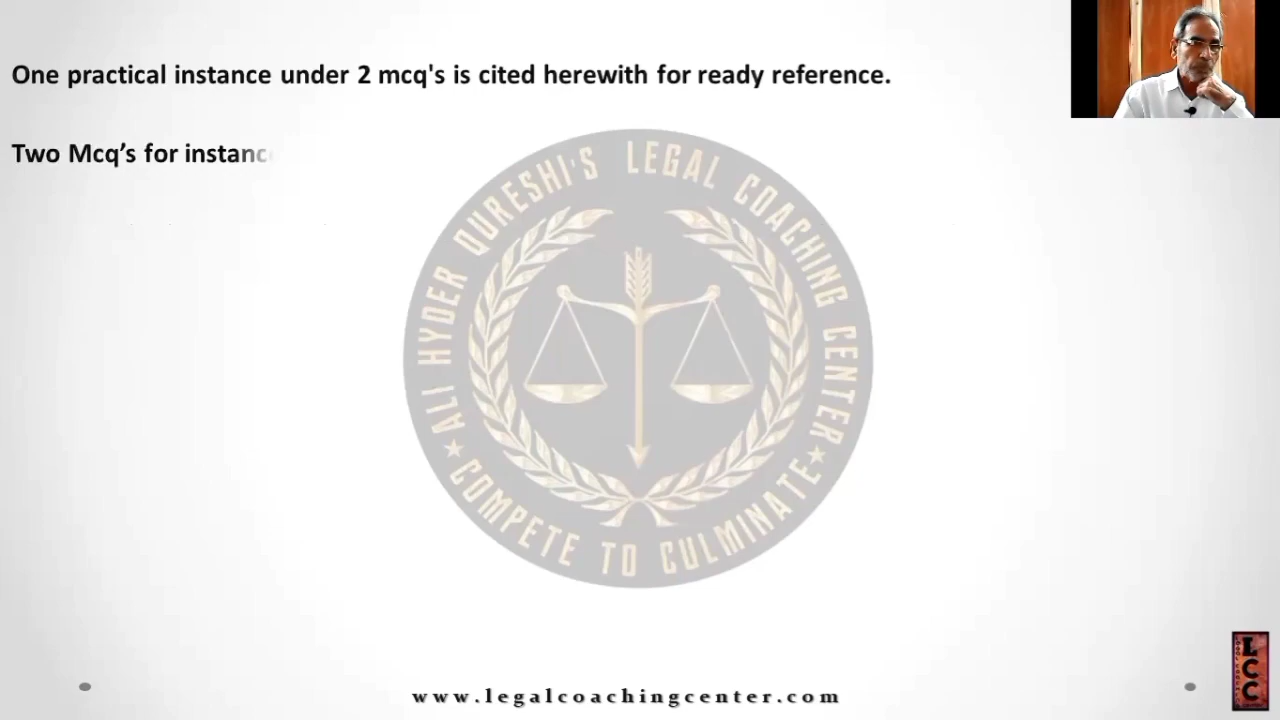 One practical instance under 2 mcq's is cited herewith for ready reference.
Two Mcq’s for instanc
ALI HYDER QURESHI'S LEGAL COACHING CENTER
COMPETE TO CULMINATE
www.legalcoachingcenter.com
LCC